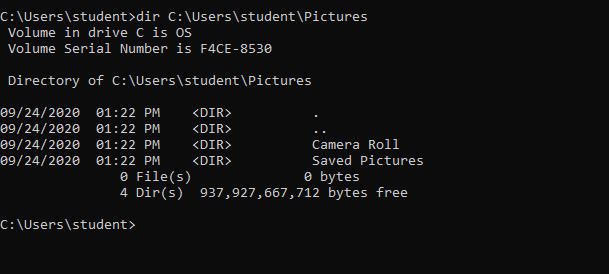 C:\Users\student>dir C:\Users\student\Pictures
 Volume in drive C is OS
 Volume Serial Number is F4CE-8530

 Directory of C:\Users\student\Pictures

09/24/2020  01:22 PM    <DIR>          .
09/24/2020  01:22 PM    <DIR>          ..
09/24/2020  01:22 PM    <DIR>          Camera Roll
09/24/2020  01:22 PM    <DIR>          Saved Pictures
               0 File(s)              0 bytes
               4 Dir(s)  937,927,667,712 bytes free

C:\Users\student>